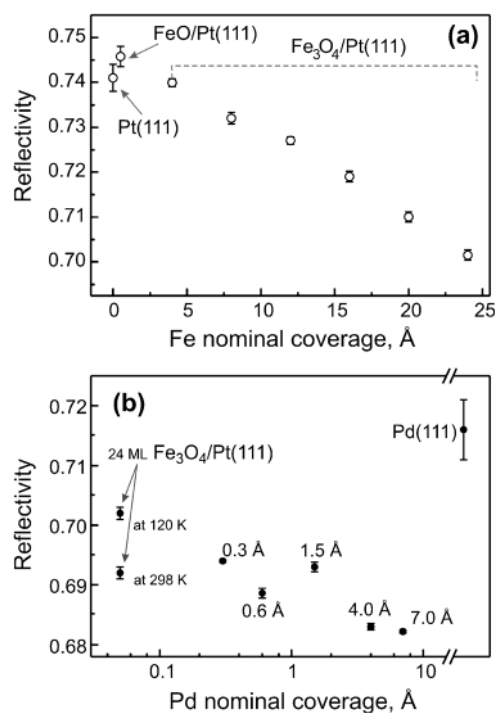 0.75
FeO/Pt(111)
(a)
Fe₃O₄/Pt(111)
0.74
Pt(111)
0.73
0.72
0.71
0.70
Reflectivity
0 5 10 15 20 25
Fe nominal coverage, Å
(b)
0.72
Pd(111)
24 ML Fe₃O₄/Pt(111)
0.71
0.70
at 120 K
0.3 Å 1.5 Å
0.69
at 298 K
0.6 Å
4.0 Å 7.0 Å
0.68
Reflectivity
0.1 1 10
Pd nominal coverage, Å